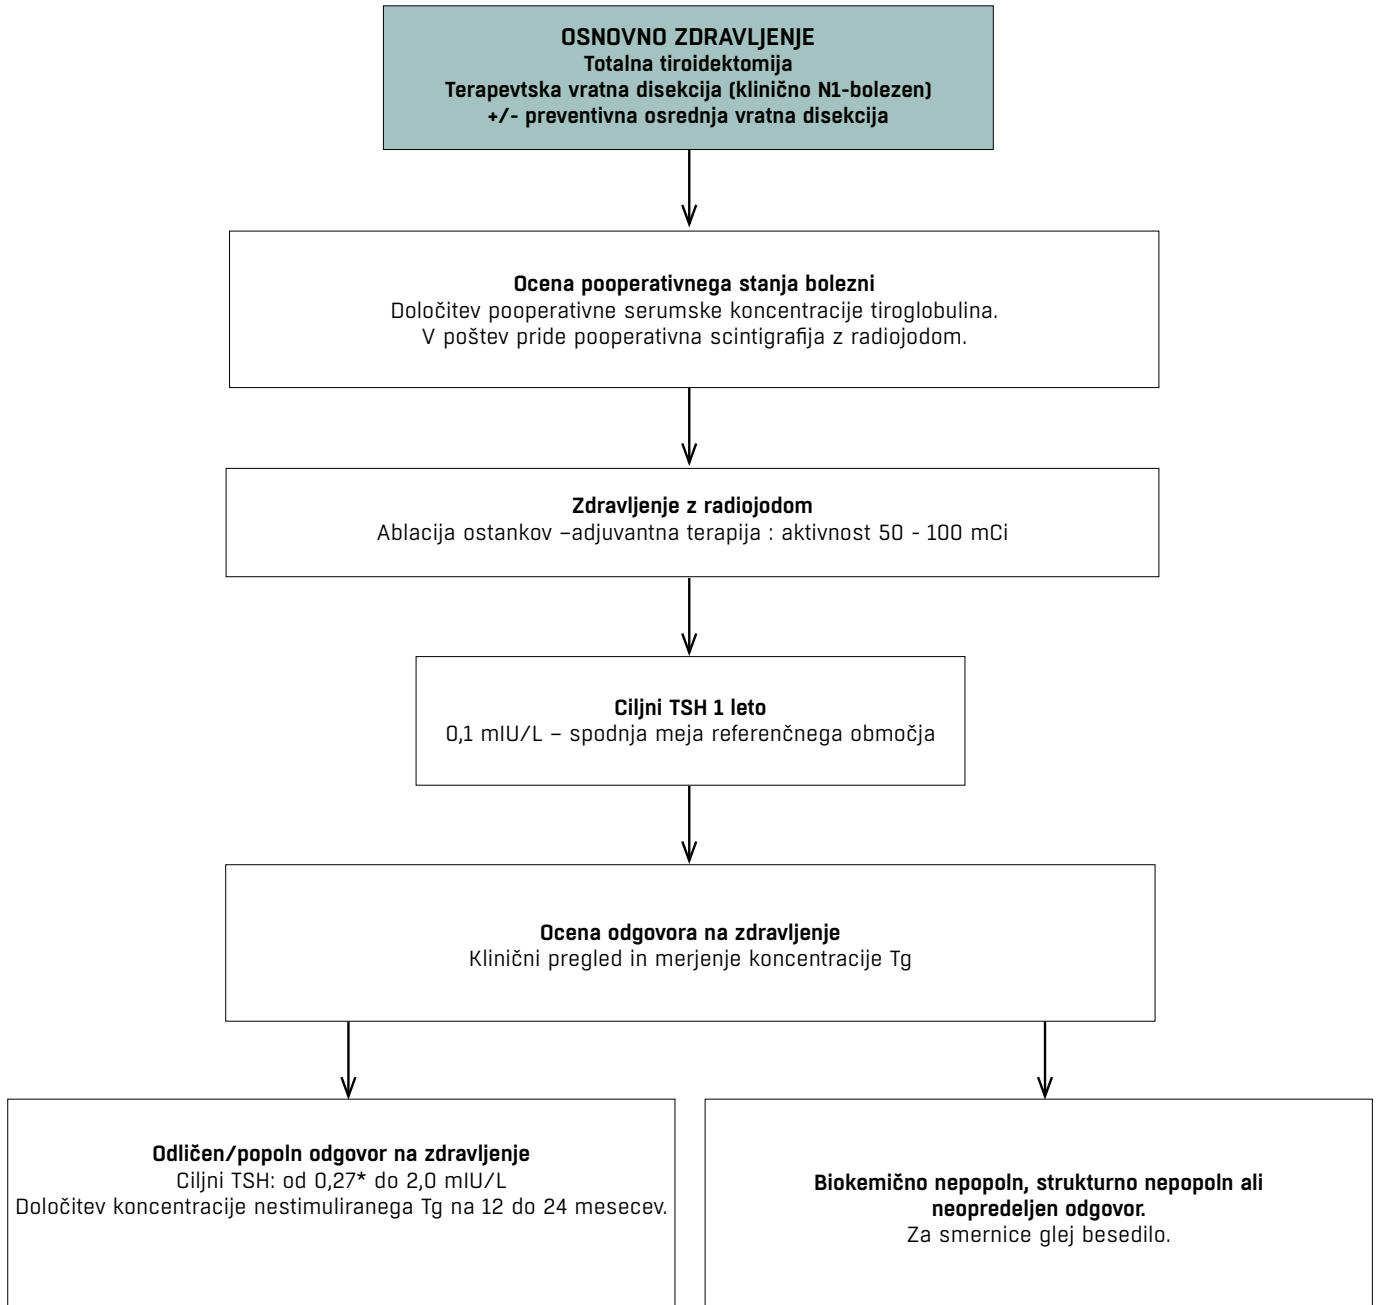 OSNOVNO ZDRAVLJENJE
Totalna tiroidektomija
Terapevtska vratna disekcija (klinično N1-bolezen)
+/- preventivna osrednja vratna disekcija
Ocena pooperativnega stanja bolezni
Določitev pooperativne serumske koncentracije tiroglobulina.
V poštev pride pooperativna scintigrafija z radiojodom.
Zdravljenje z radiojodom
Ablacija ostankov –adjuvantna terapija : aktivnost 50 - 100 mCi
Ciljni TSH 1 leto
0,1 mIU/L – spodnja meja referenčnega območja
Ocena odgovora na zdravljenje
Klinični pregled in merjenje koncentracije Tg
Odličen/popoln odgovor na zdravljenje
Ciljni TSH: od 0,27* do 2,0 mIU/L
Določitev koncentracije nestimuliranega Tg na 12 do 24 mesecev.
Biokemično nepopoln, strukturno nepopoln ali
neopredeljen odgovor.
Za smernice glej besedilo.